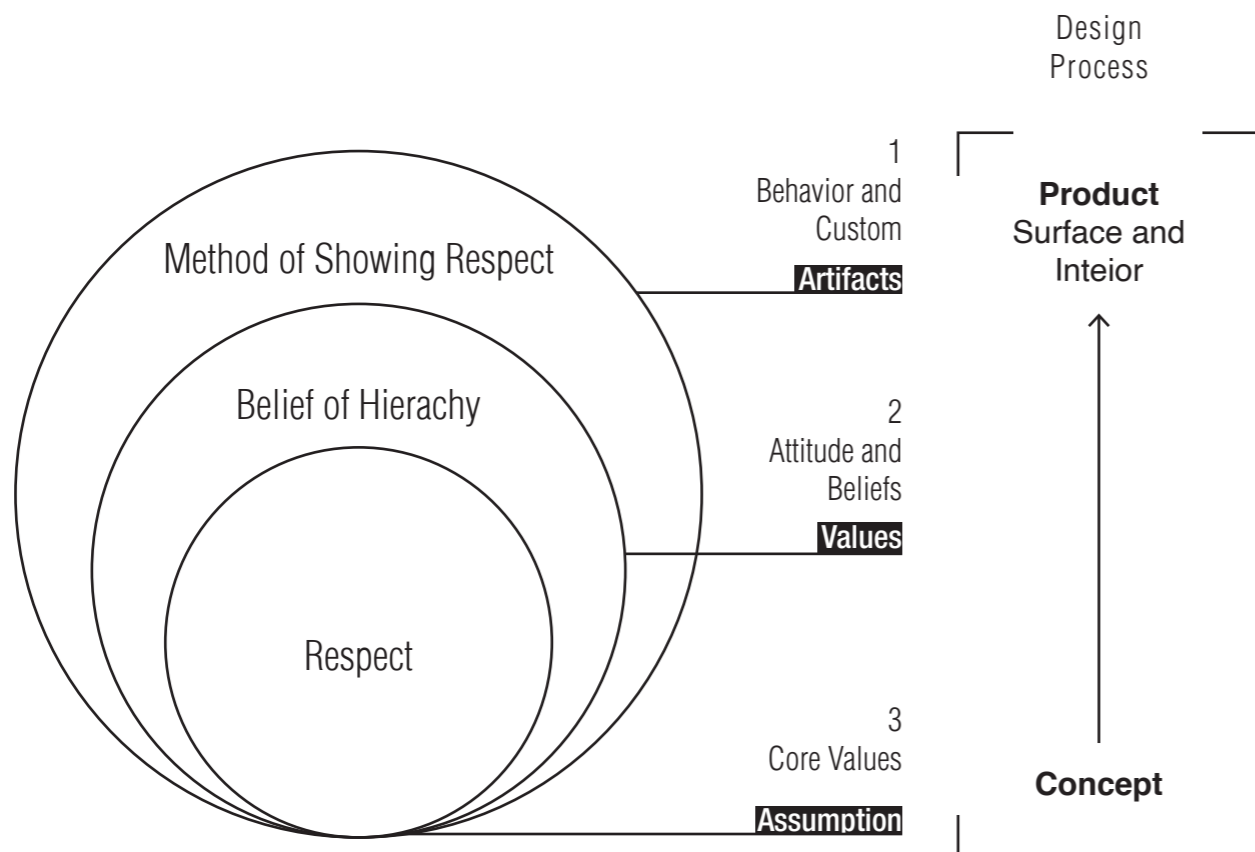 Design
Process
1
Behavior and
Custom
Artifacts
Product
Surface and
Inteior
Method of Showing Respect
Belief of Hierachy
2
Attitude and
Beliefs
Values
Respect
3
Core Values
Assumption
Concept